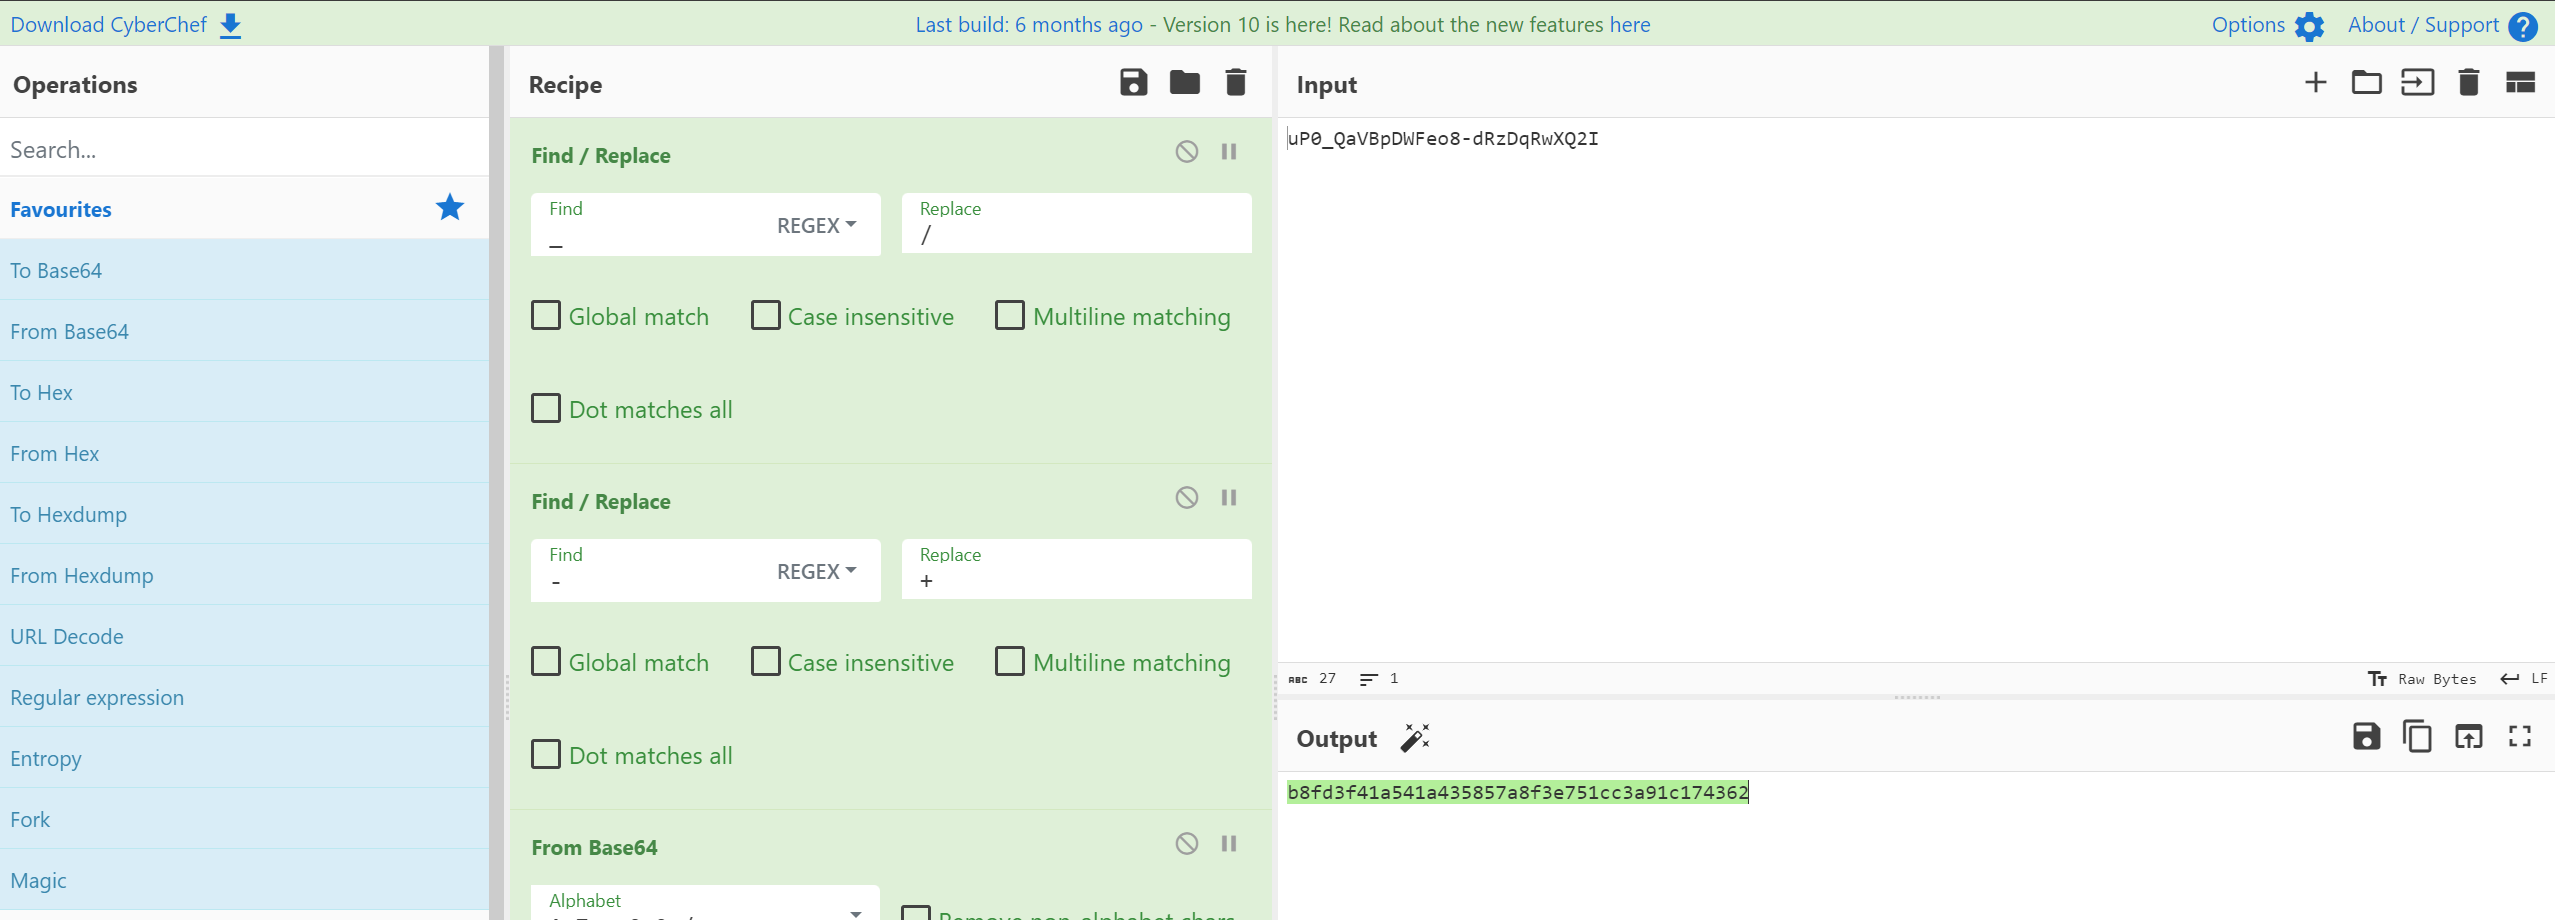 Download CyberChef
Last build: 6 months ago - Version 10 is here! Read about the new features here
Options
About / Support
Operations
Search...
Favourites
To Base64
From Base64
To Hex
From Hex
To Hexdump
From Hexdump
URL Decode
Regular expression
Entropy
Fork
Magic
Recipe
Find / Replace
Find
_
REGEX
Replace
/
Global match
Case insensitive
Multiline matching
Dot matches all
Find / Replace
Find
-
REGEX
Replace
+
Global match
Case insensitive
Multiline matching
Dot matches all
From Base64
Alphabet
Remove non-alphabet chars
Input
uP0_QaVBpDWFeo8-dRzDqRwXQ2I
ABC 27
1
Raw Bytes
LF
Output
b8fd3f41a541a435857a8f3e751cc3a91c174362